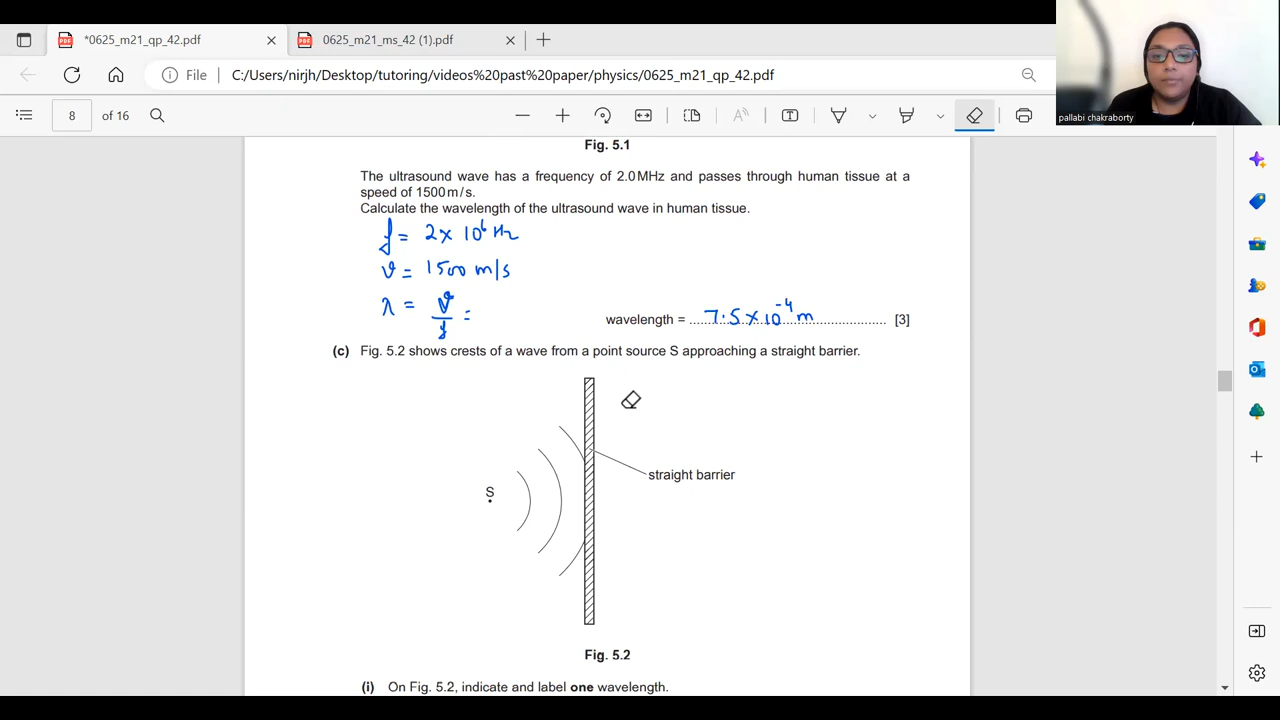 *0625_m21_qp_42.pdf
0625_m21_ms_42 (1).pdf
File
C:/Users/nirjh/Desktop/tutoring/videos%20past%20paper/physics/0625_m21_qp_42.pdf
pallabi chakraborty
8 of 16
Fig. 5.1
The ultrasound wave has a frequency of 2.0MHz and passes through human tissue at a
speed of 1500m/s.
Calculate the wavelength of the ultrasound wave in human tissue.
f = 2 × 10⁶ Hz
v = 1500 m/s
λ = v/f =
wavelength = 7.5 × 10⁻⁴ m [3]
(c) Fig. 5.2 shows crests of a wave from a point source S approaching a straight barrier.
S
straight barrier
Fig. 5.2
(i) On Fig. 5.2, indicate and label one wavelength.